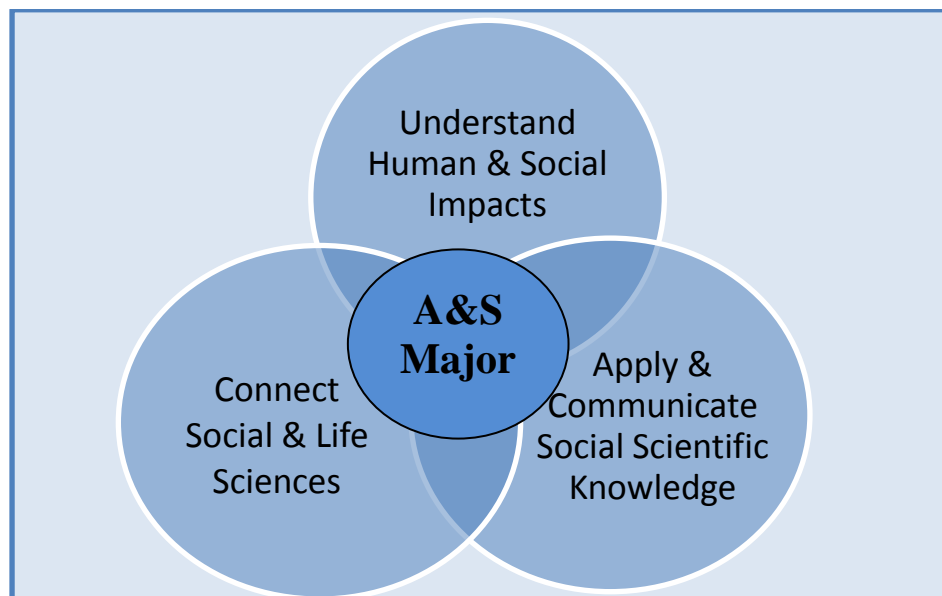 Understand
Human & Social
Impacts
A&S
Major
Connect
Social & Life
Sciences
Apply &
Communicate
Social Scientific
Knowledge